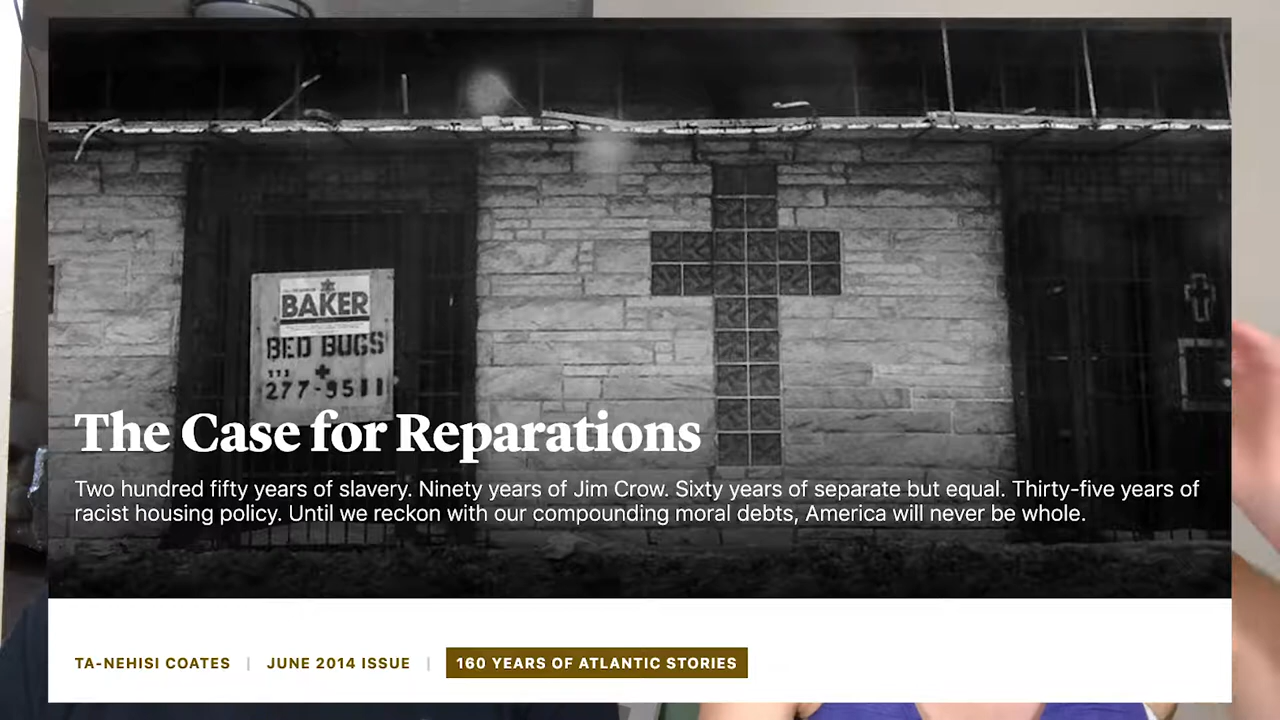 BAKER
BED BUGS
277-9511
The Case for Reparations
Two hundred fifty years of slavery. Ninety years of Jim Crow. Sixty years of separate but equal. Thirty-five years of
racist housing policy. Until we reckon with our compounding moral debts, America will never be whole.
TA-NEHISI COATES | JUNE 2014 ISSUE | 160 YEARS OF ATLANTIC STORIES